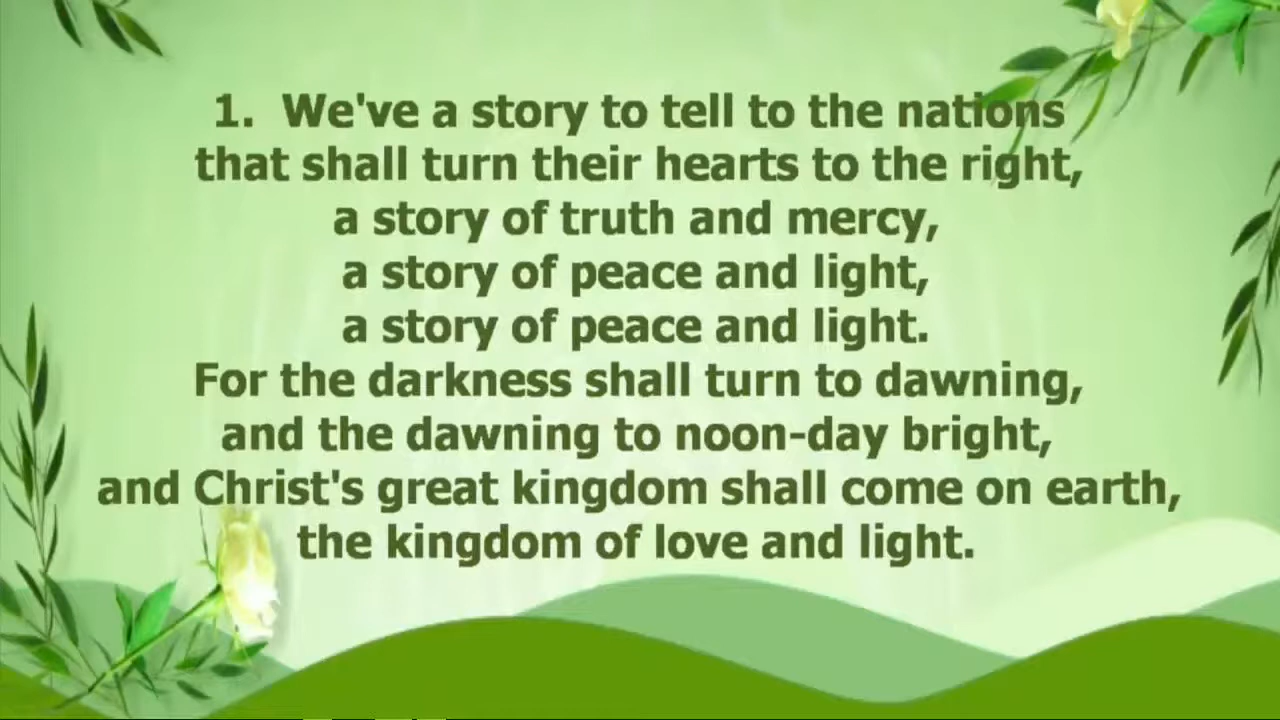 1. We've a story to tell to the nations
that shall turn their hearts to the right,
a story of truth and mercy,
a story of peace and light,
a story of peace and light.
For the darkness shall turn to dawning,
and the dawning to noon-day bright,
and Christ's great kingdom shall come on earth,
the kingdom of love and light.